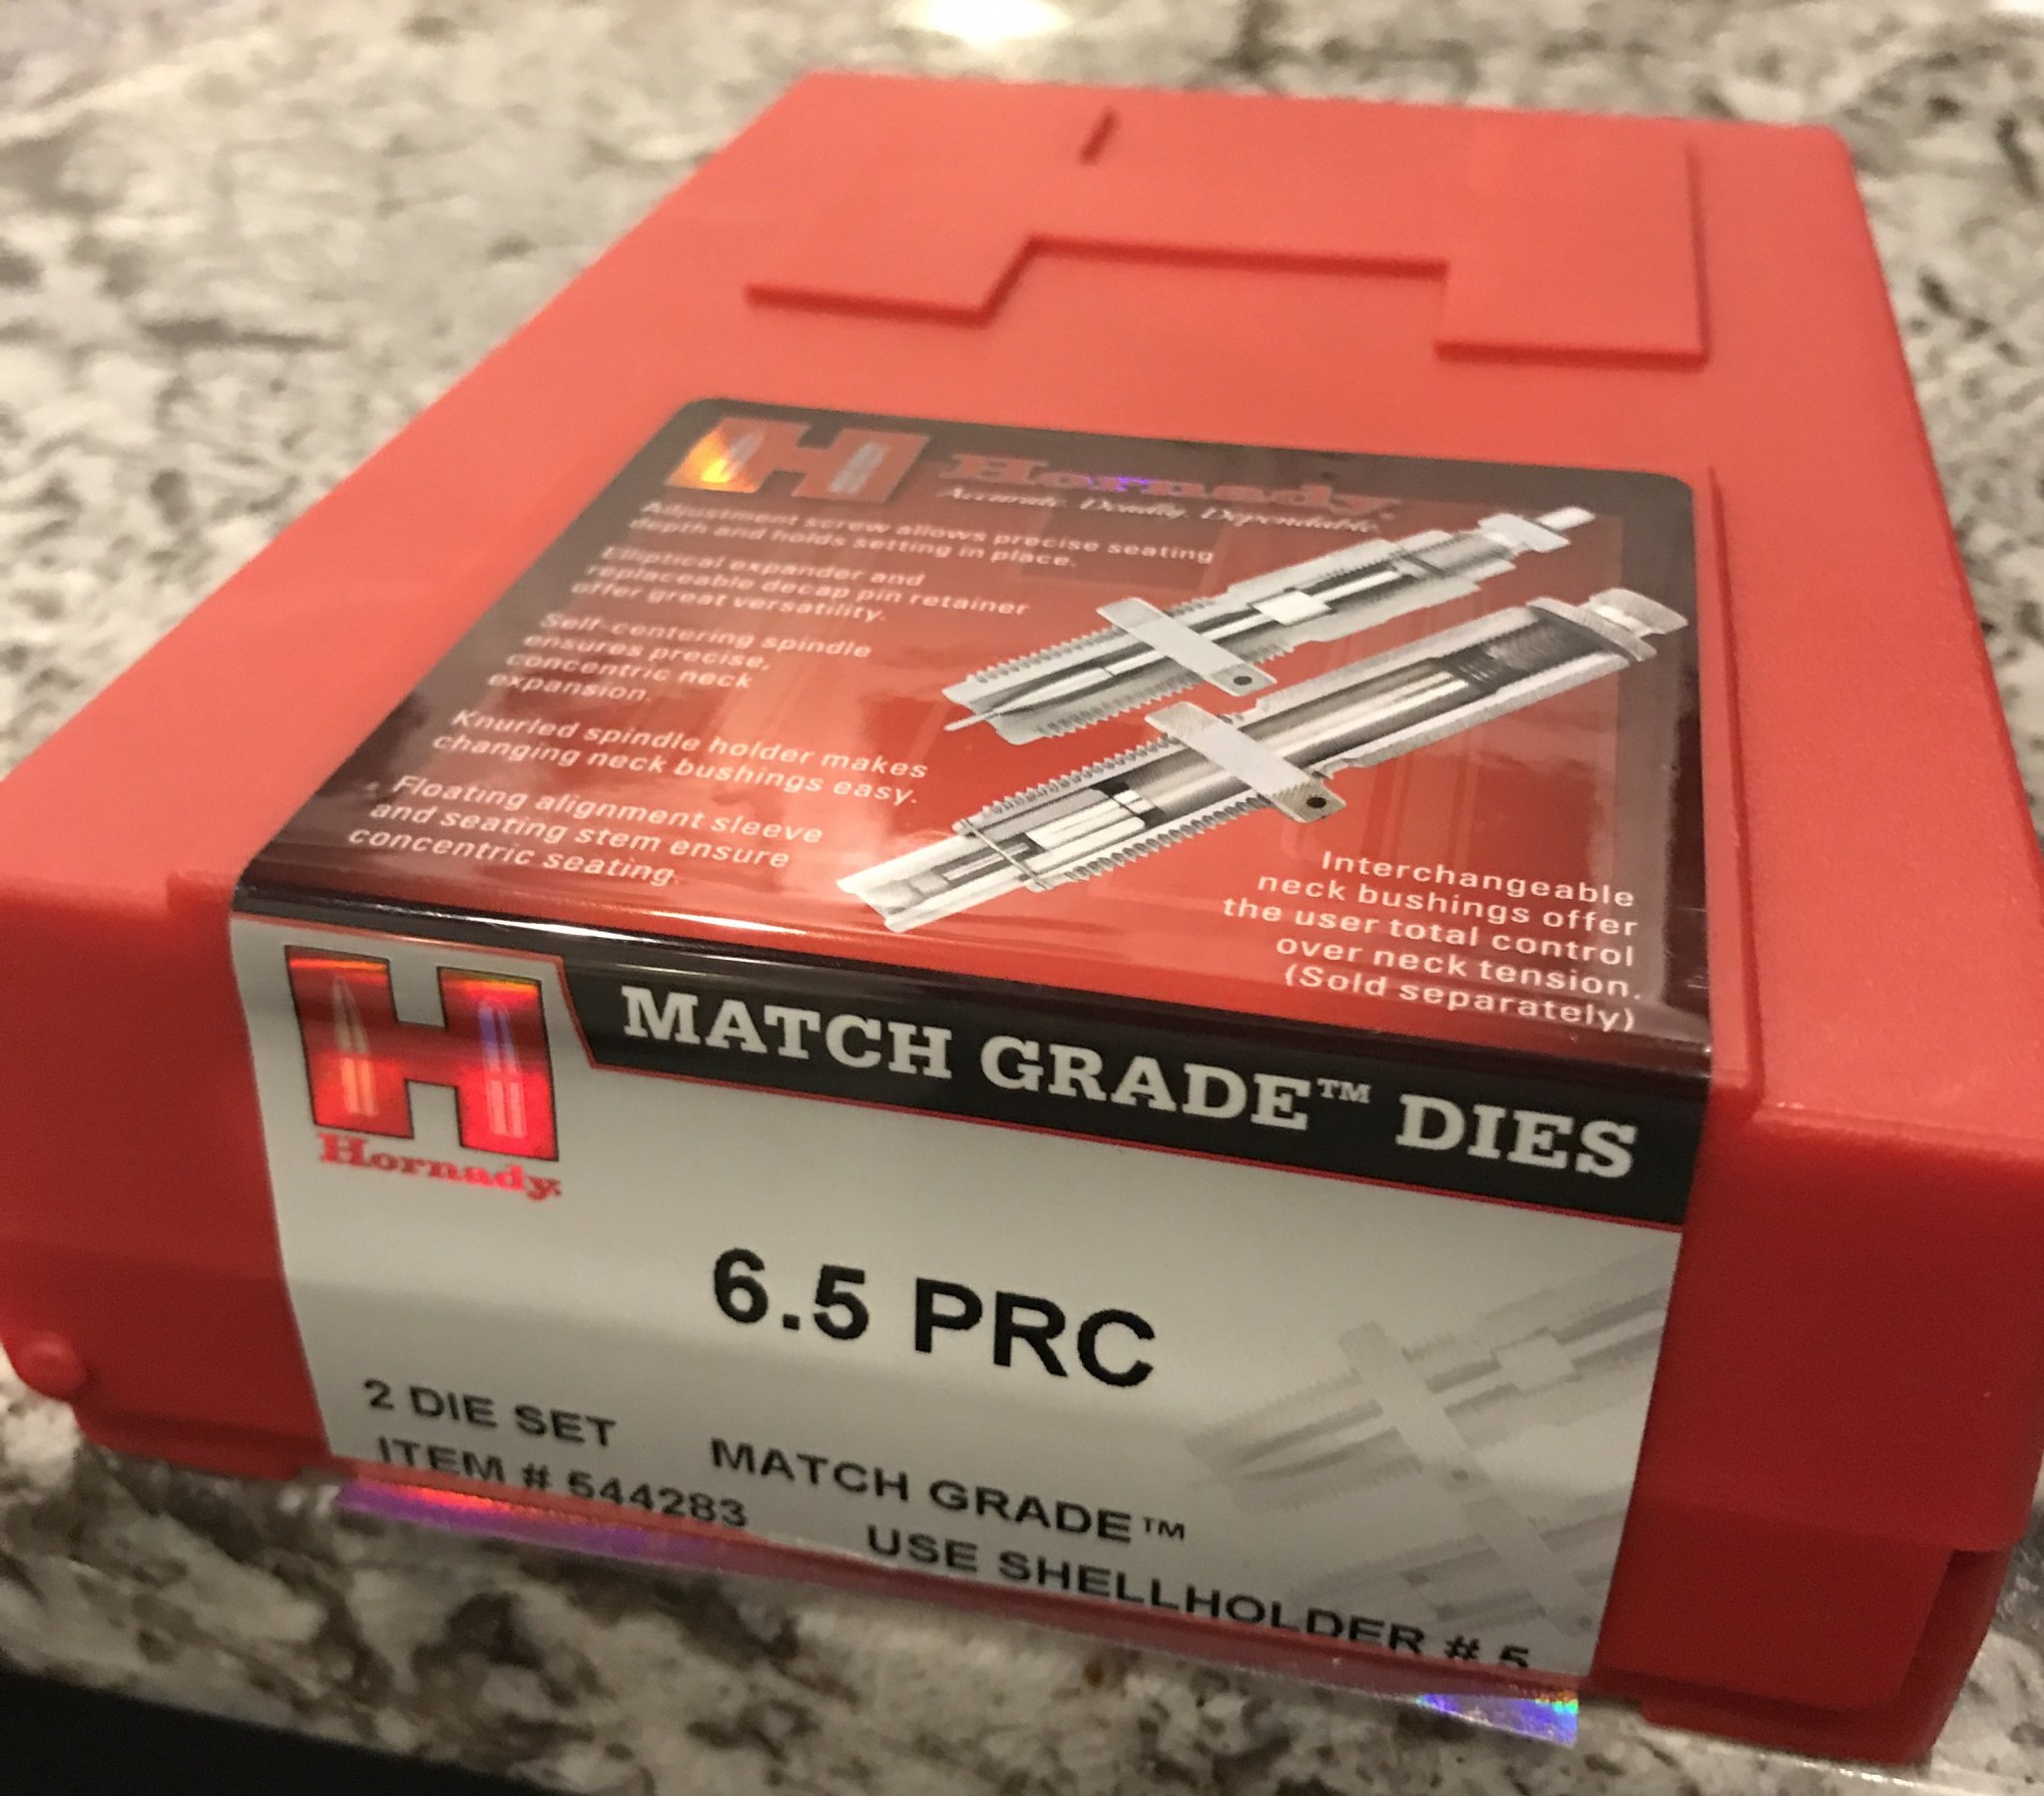 Hornady
Accurate. Deadly. Dependable.
Adjustment screw allows precise seating
depth and holds setting in place.
Elliptical expander and
replaceable decap pin retainer
offer great versatility.
Self-centering spindle
ensures precise,
concentric neck
expansion.
Knurled spindle holder makes
changing neck bushings easy.
Floating alignment sleeve
and seating stem ensure
concentric seating.
Interchangeable
neck bushings offer
the user total control
over neck tension.
(Sold separately)
H
Hornady.
MATCH GRADE™ DIES
6.5 PRC
2 DIE SET MATCH GRADE™
ITEM # 544283 USE SHELLHOLDER # 5